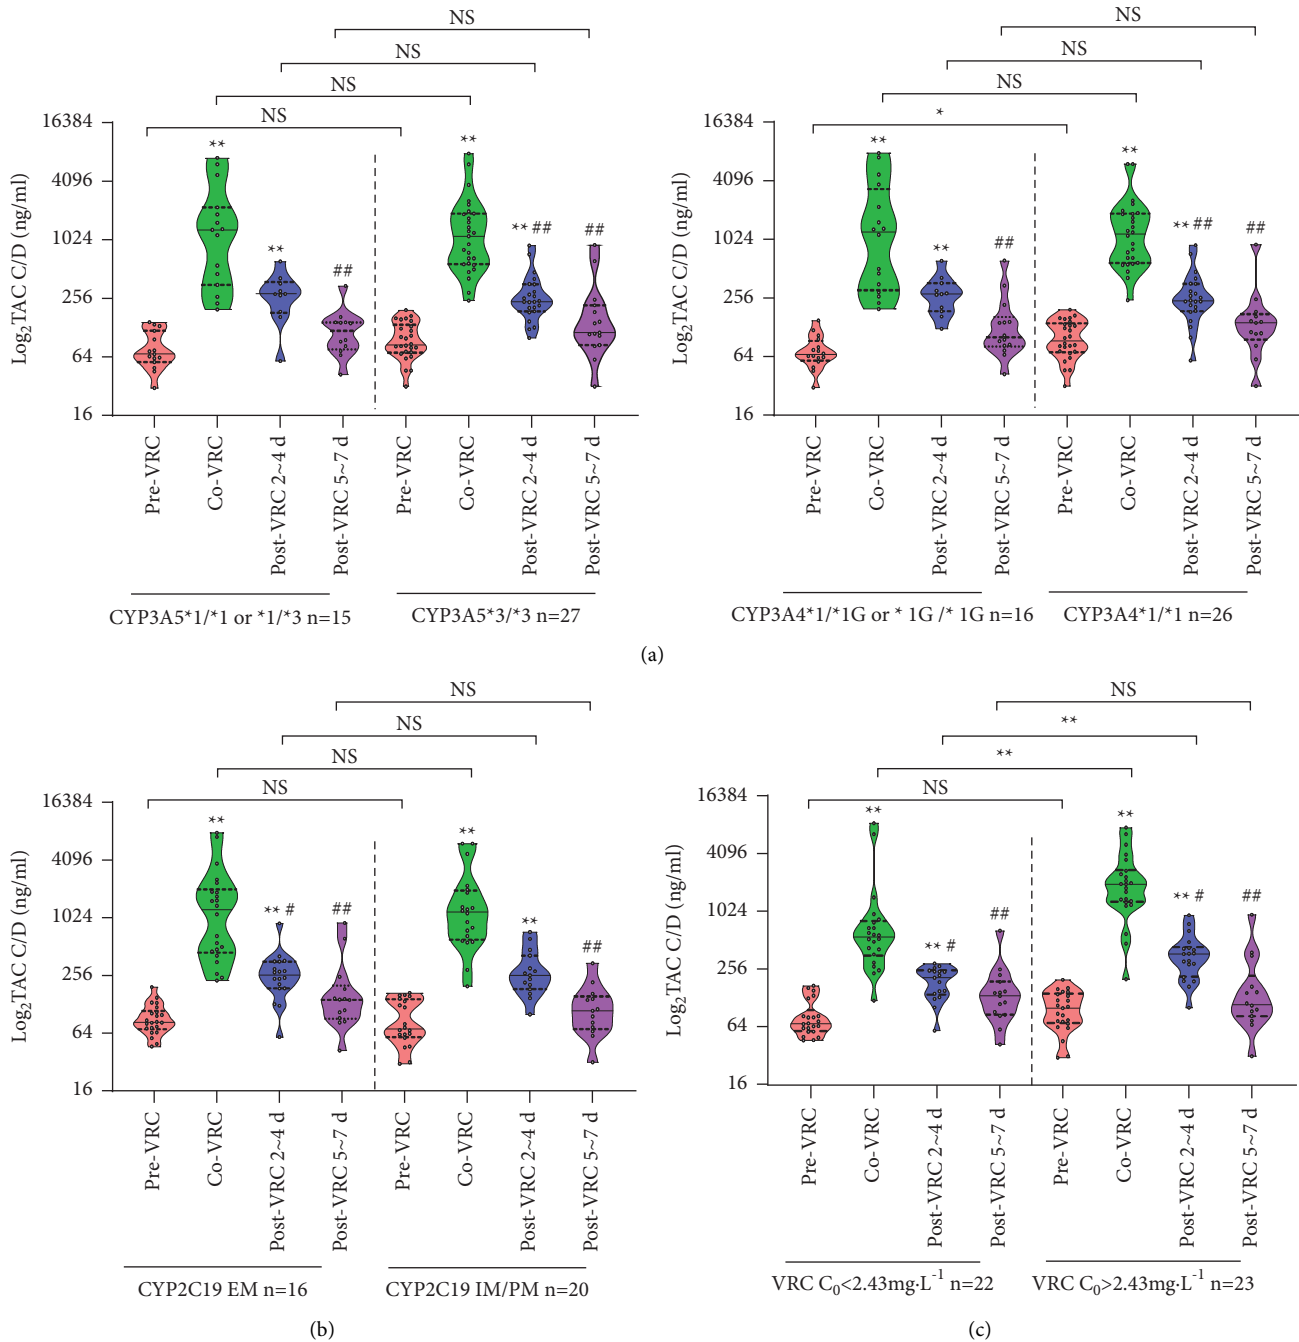 NS
NS
NS
NS
16384
4096
1024
256
64
16
Log2TAC C/D (ng/ml)
**
**
##
**
** ##
##
Pre-VRC
Co-VRC
Post-VRC 2~4 d
Post-VRC 5~7 d
Pre-VRC
Co-VRC
Post-VRC 2~4 d
Post-VRC 5~7 d
CYP3A5*1/*1 or *1/*3 n=15
CYP3A5*3/*3 n=27
NS
NS
NS
*
16384
4096
1024
256
64
16
Log2TAC C/D (ng/ml)
**
**
##
**
** ##
##
Pre-VRC
Co-VRC
Post-VRC 2~4 d
Post-VRC 5~7 d
Pre-VRC
Co-VRC
Post-VRC 2~4 d
Post-VRC 5~7 d
CYP3A4*1/*1G or * 1G /* 1G n=16
CYP3A4*1/*1 n=26
(a)
NS
NS
NS
NS
16384
4096
1024
256
64
16
Log2TAC C/D (ng/ml)
**
** #
##
**
**
##
Pre-VRC
Co-VRC
Post-VRC 2~4 d
Post-VRC 5~7 d
Pre-VRC
Co-VRC
Post-VRC 2~4 d
Post-VRC 5~7 d
CYP2C19 EM n=16
CYP2C19 IM/PM n=20
(b)
NS
**
**
NS
16384
4096
1024
256
64
16
Log2TAC C/D (ng/ml)
**
** #
##
**
** #
##
Pre-VRC
Co-VRC
Post-VRC 2~4 d
Post-VRC 5~7 d
Pre-VRC
Co-VRC
Post-VRC 2~4 d
Post-VRC 5~7 d
VRC C0<2.43mg·L-1 n=22
VRC C0>2.43mg·L-1 n=23
(c)